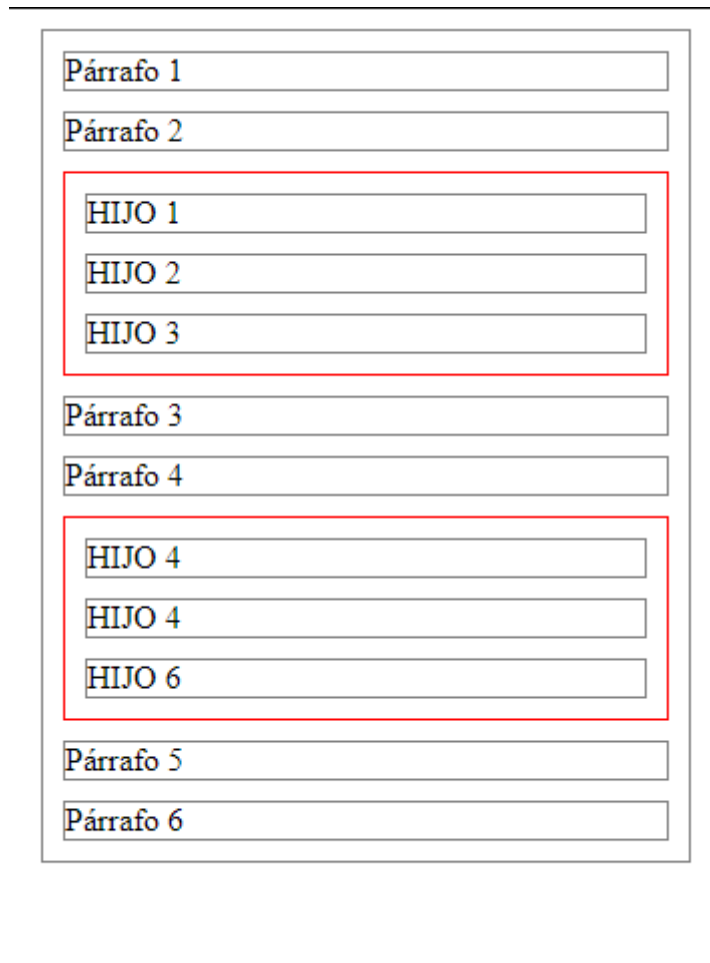 Párrafo 1
Párrafo 2
HIJO 1
HIJO 2
HIJO 3
Párrafo 3
Párrafo 4
HIJO 4
HIJO 4
HIJO 6
Párrafo 5
Párrafo 6